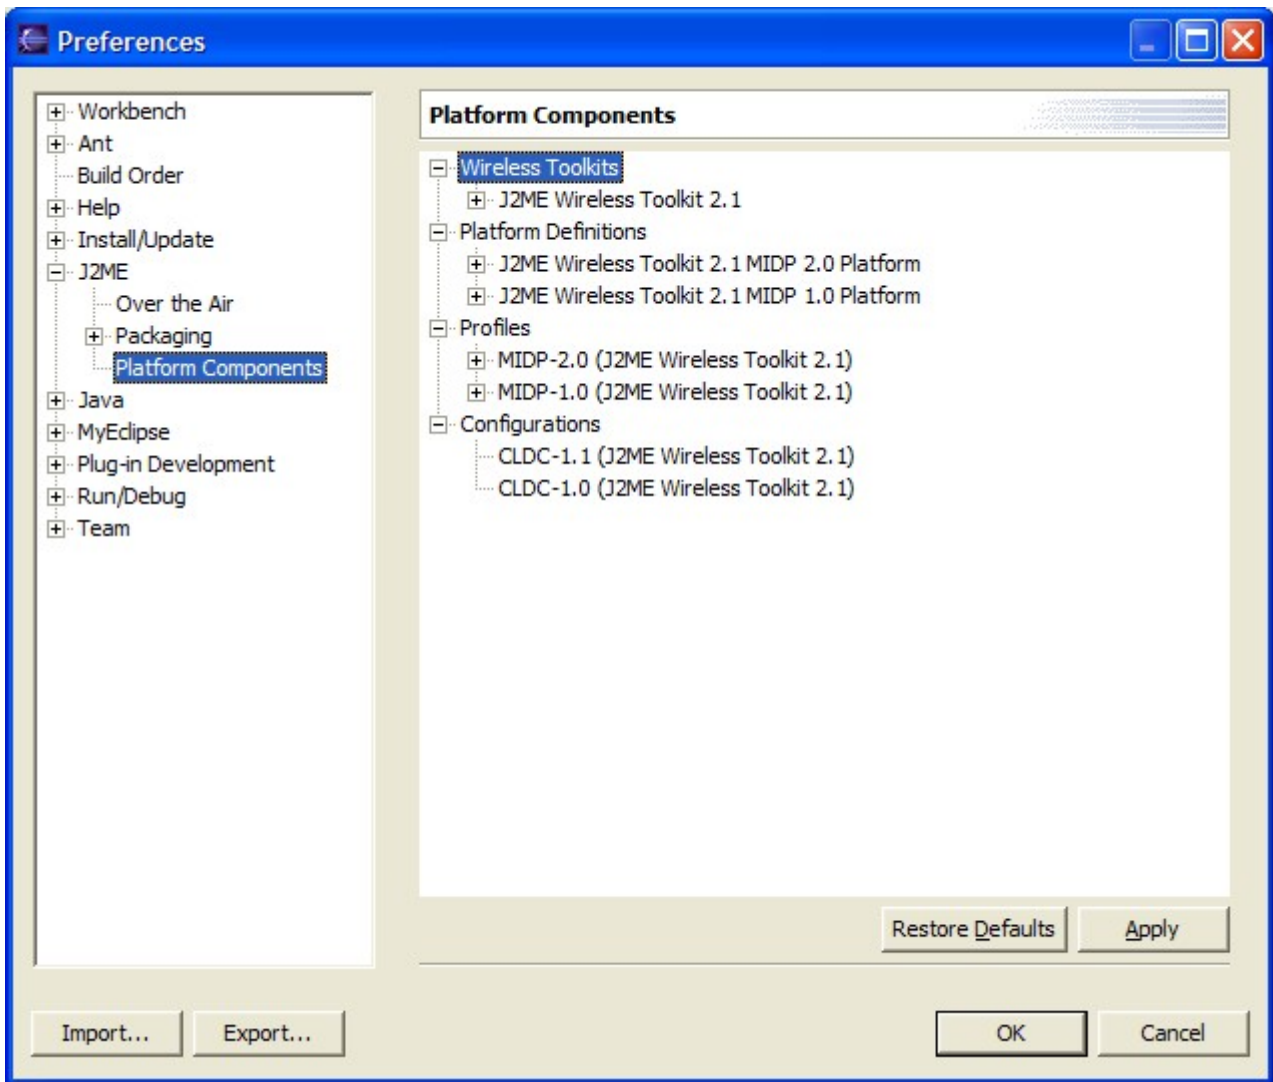 Preferences
Workbench
Ant
Build Order
Help
Install/Update
J2ME
Over the Air
Packaging
Platform Components
Java
MyEclipse
Plug-in Development
Run/Debug
Team
Platform Components
Wireless Toolkits
J2ME Wireless Toolkit 2.1
Platform Definitions
J2ME Wireless Toolkit 2.1 MIDP 2.0 Platform
J2ME Wireless Toolkit 2.1 MIDP 1.0 Platform
Profiles
MIDP-2.0 (J2ME Wireless Toolkit 2.1)
MIDP-1.0 (J2ME Wireless Toolkit 2.1)
Configurations
CLDC-1.1 (J2ME Wireless Toolkit 2.1)
CLDC-1.0 (J2ME Wireless Toolkit 2.1)
Restore Defaults
Apply
Import...
Export...
OK
Cancel